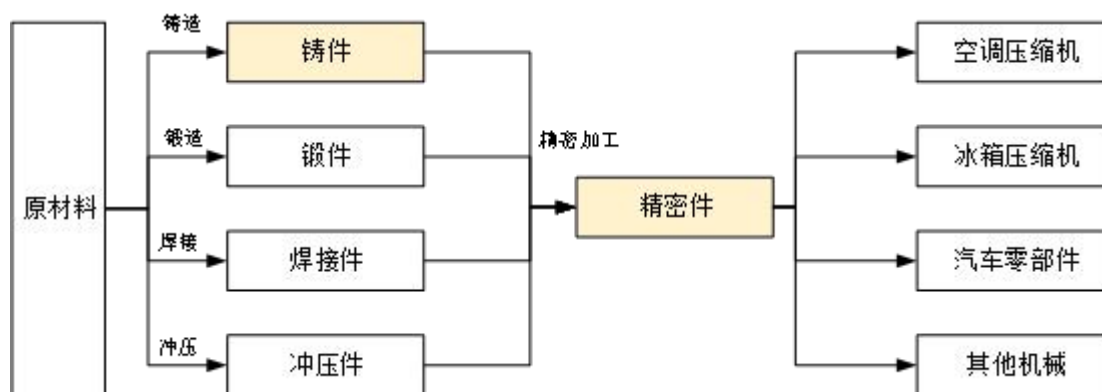 铸造
铸件
空调压缩机
锻造
锻件
精密加工
冰箱压缩机
原材料
精密件
焊接
焊接件
汽车零部件
冲压
冲压件
其他机械